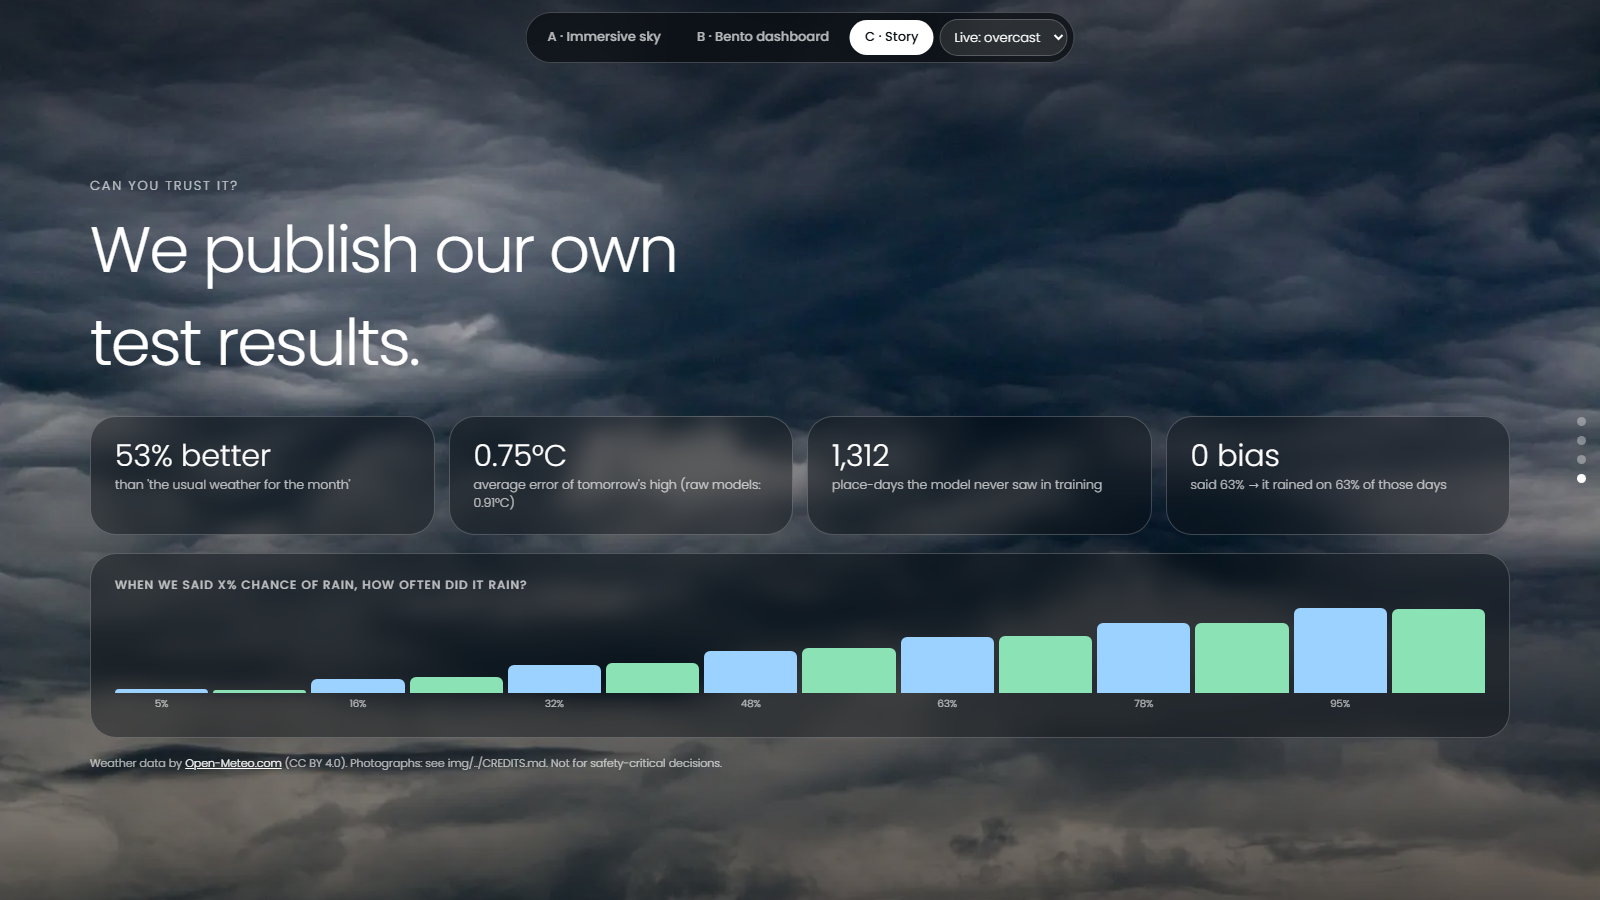 A · Immersive sky
B · Bento dashboard
C · Story
Live: overcast
CAN YOU TRUST IT?
We publish our own
test results.
53% better
than 'the usual weather for the month'
0.75°C
average error of tomorrow's high (raw models:
0.91°C)
1,312
place-days the model never saw in training
0 bias
said 63% → it rained on 63% of those days
WHEN WE SAID X% CHANCE OF RAIN, HOW OFTEN DID IT RAIN?
5%
16%
32%
48%
63%
78%
95%
Weather data by Open-Meteo.com (CC BY 4.0). Photographs: see img/../CREDITS.md. Not for safety-critical decisions.